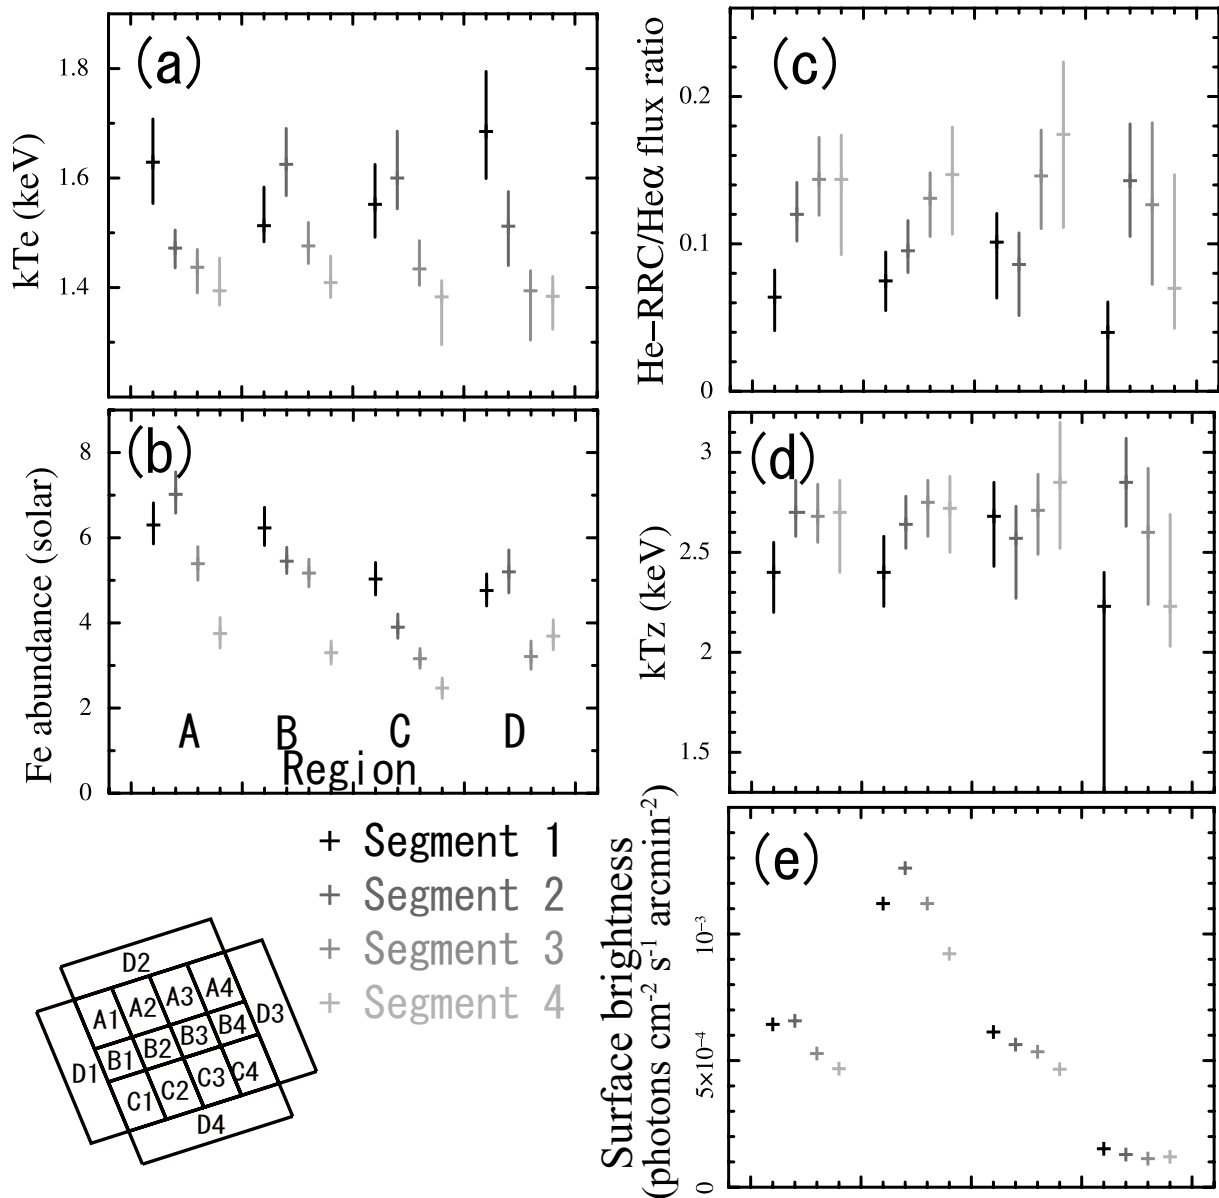 (a)
kTe (keV)
1.8
1.6
1.4
(b)
Fe abundance (solar)
8
6
4
2
0
A B C D
Region
(c)
He–RRC/Heα flux ratio
0.2
0.1
0
(d)
kTz (keV)
3
2.5
2
1.5
(e)
Surface brightness
(photons cm⁻² s⁻¹ arcmin⁻²)
10⁻³
5×10⁻⁴
0
+ Segment 1
+ Segment 2
+ Segment 3
+ Segment 4
D2
A1 A2 A3 A4
D1 B1 B2 B3 B4 D3
C1 C2 C3 C4
D4